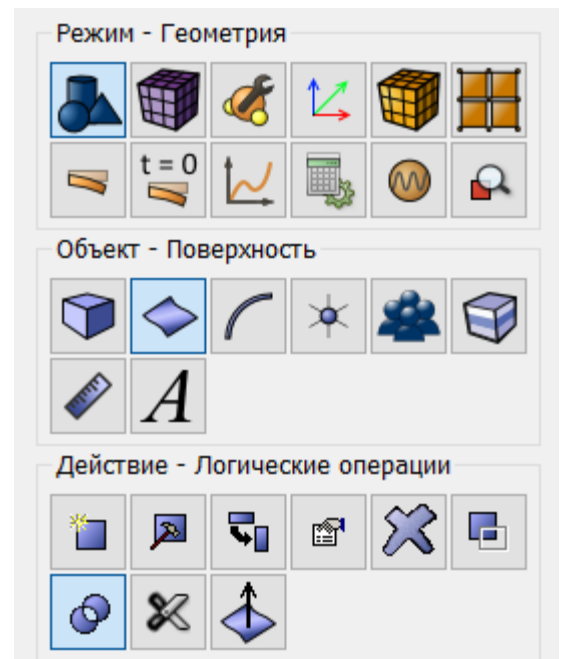 Режим - Геометрия
t = 0
Объект - Поверхность
A
Действие - Логические операции